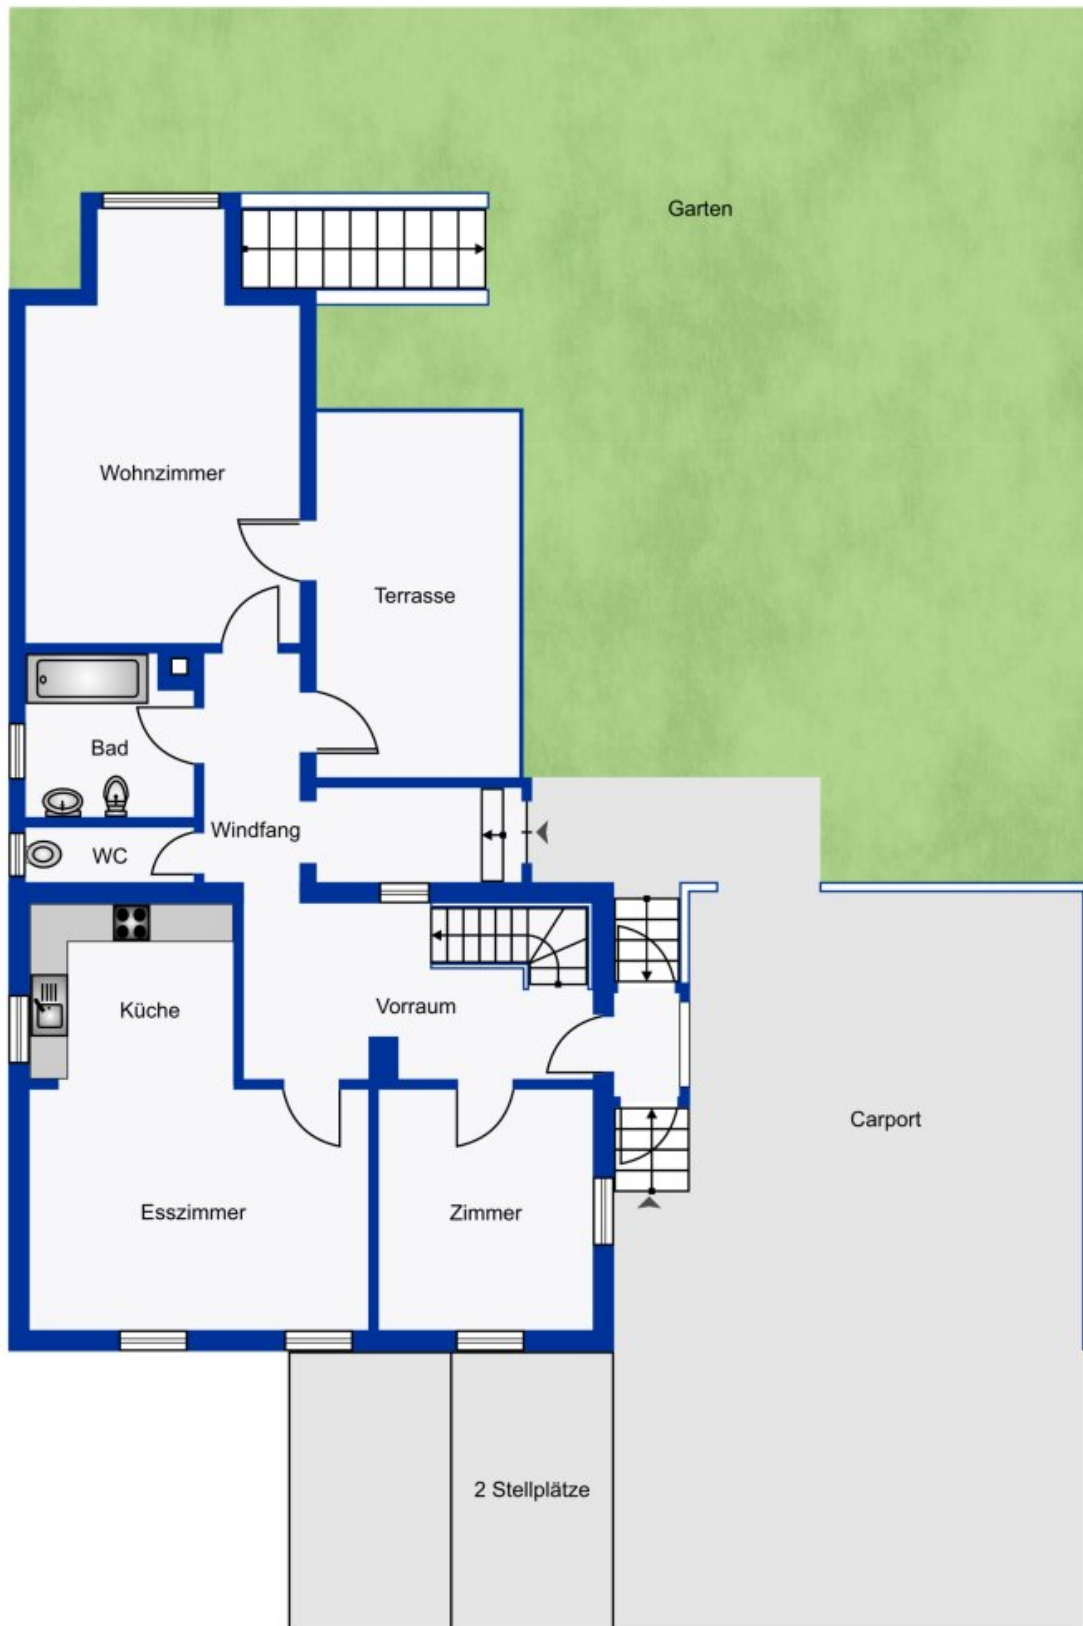 Garten
Wohnzimmer
Terrasse
Bad
Windfang
WC
Küche
Vorraum
Carport
Esszimmer
Zimmer
2 Stellplätze